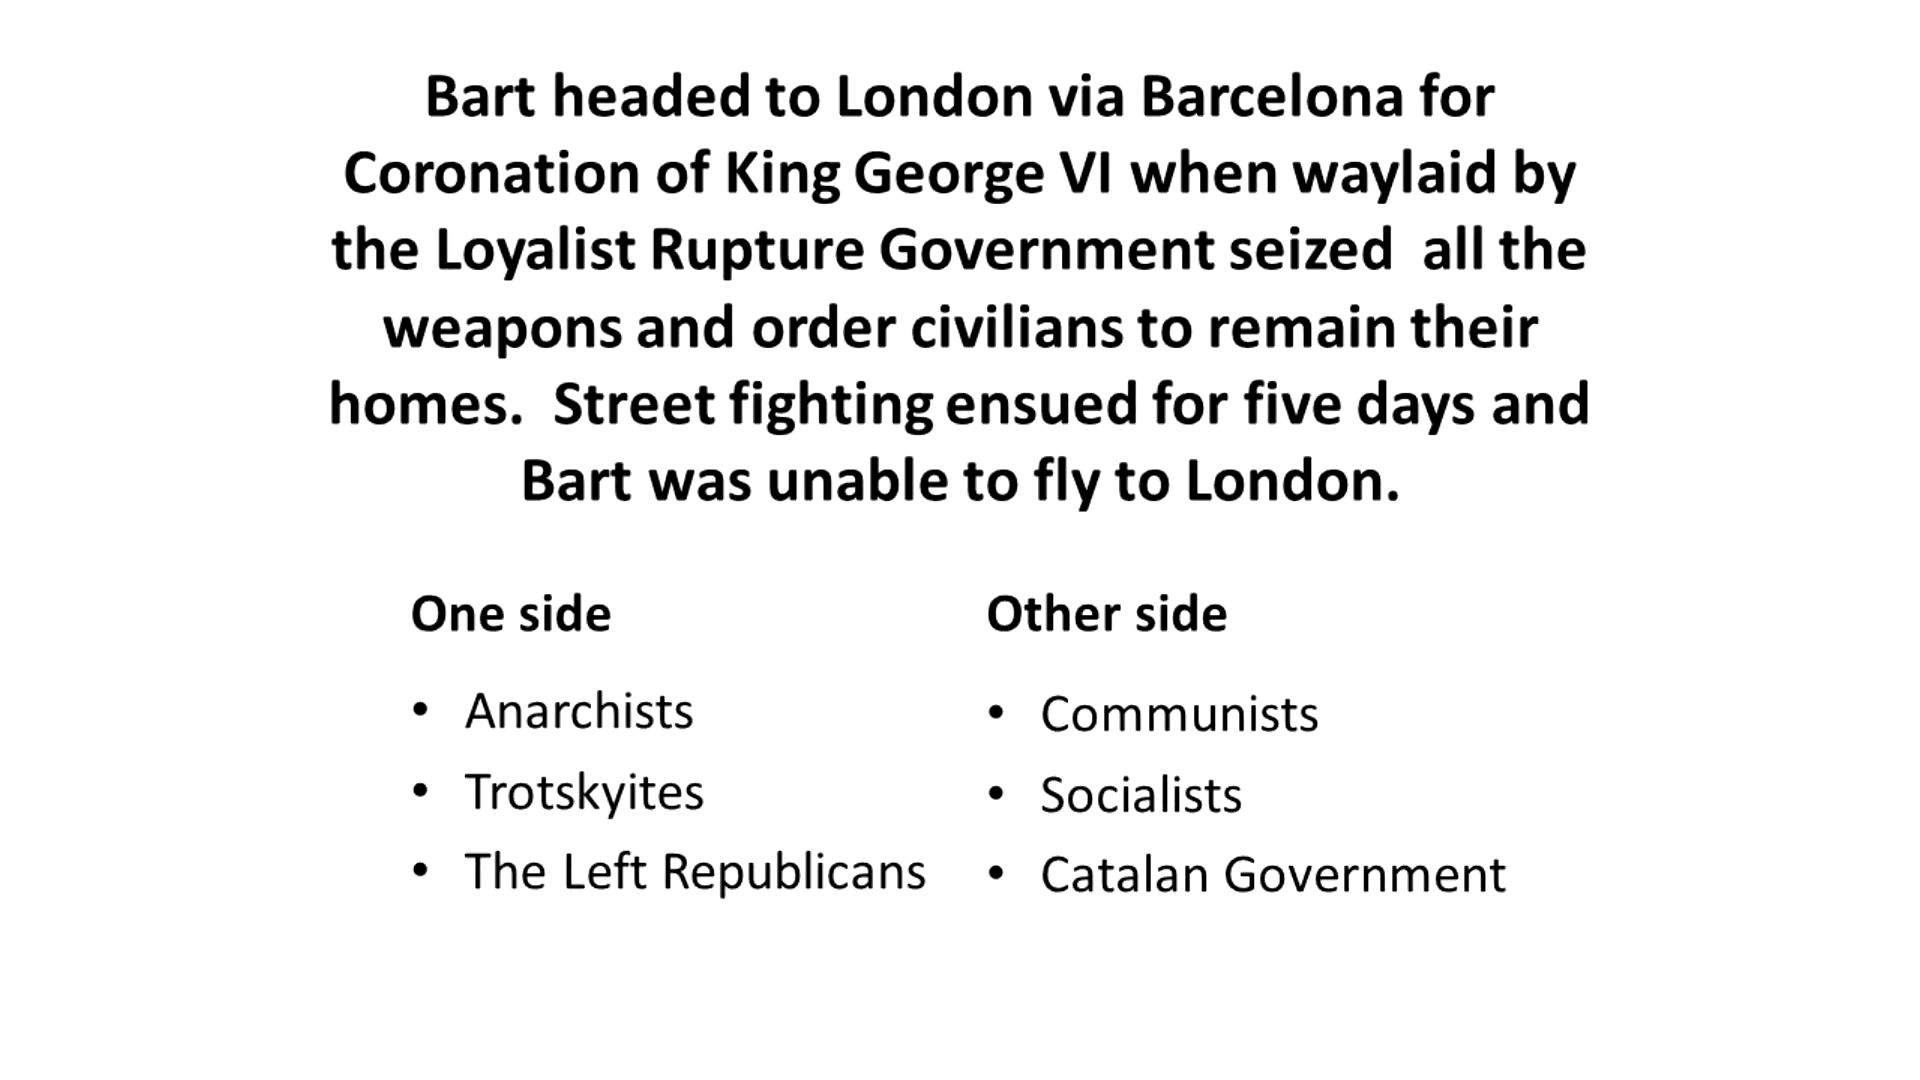 Bart headed to London via Barcelona for
Coronation of King George VI when waylaid by
the Loyalist Rupture Government seized  all the
weapons and order civilians to remain their
homes.  Street fighting ensued for five days and
Bart was unable to fly to London.
One side
• Anarchists
• Trotskyites
• The Left Republicans
Other side
• Communists
• Socialists
• Catalan Government